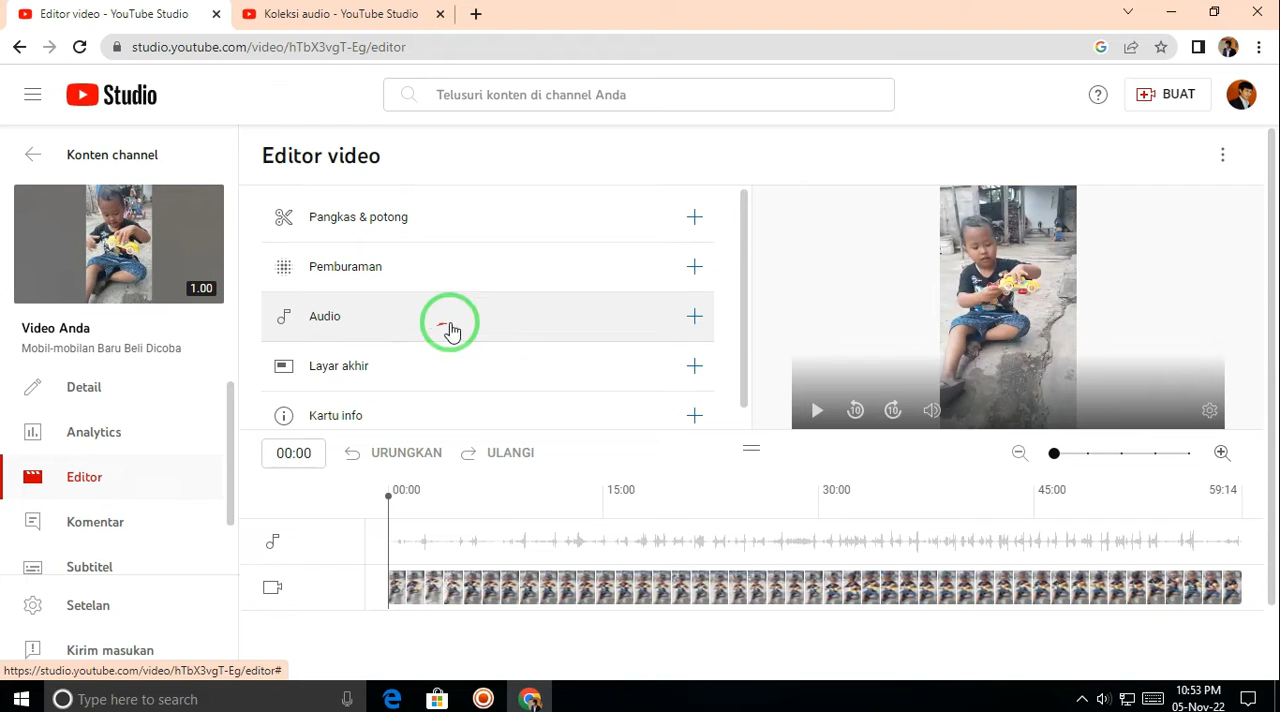 Editor video - YouTube Studio
Koleksi audio - YouTube Studio
studio.youtube.com/video/hTbX3vgT-Eg/editor
Studio
Telusuri konten di channel Anda
BUAT
Konten channel
1.00
Video Anda
Mobil-mobilan Baru Beli Dicoba
Detail
Analytics
Editor
Komentar
Subtitel
Setelan
Kirim masukan
Editor video
Pangkas & potong
Pemburaman
Audio
Layar akhir
Kartu info
00:00
URUNGKAN
ULANGI
00:00
15:00
30:00
45:00
59:14
https://studio.youtube.com/video/hTbX3vgT-Eg/editor#
Type here to search
10:53 PM
05-Nov-22